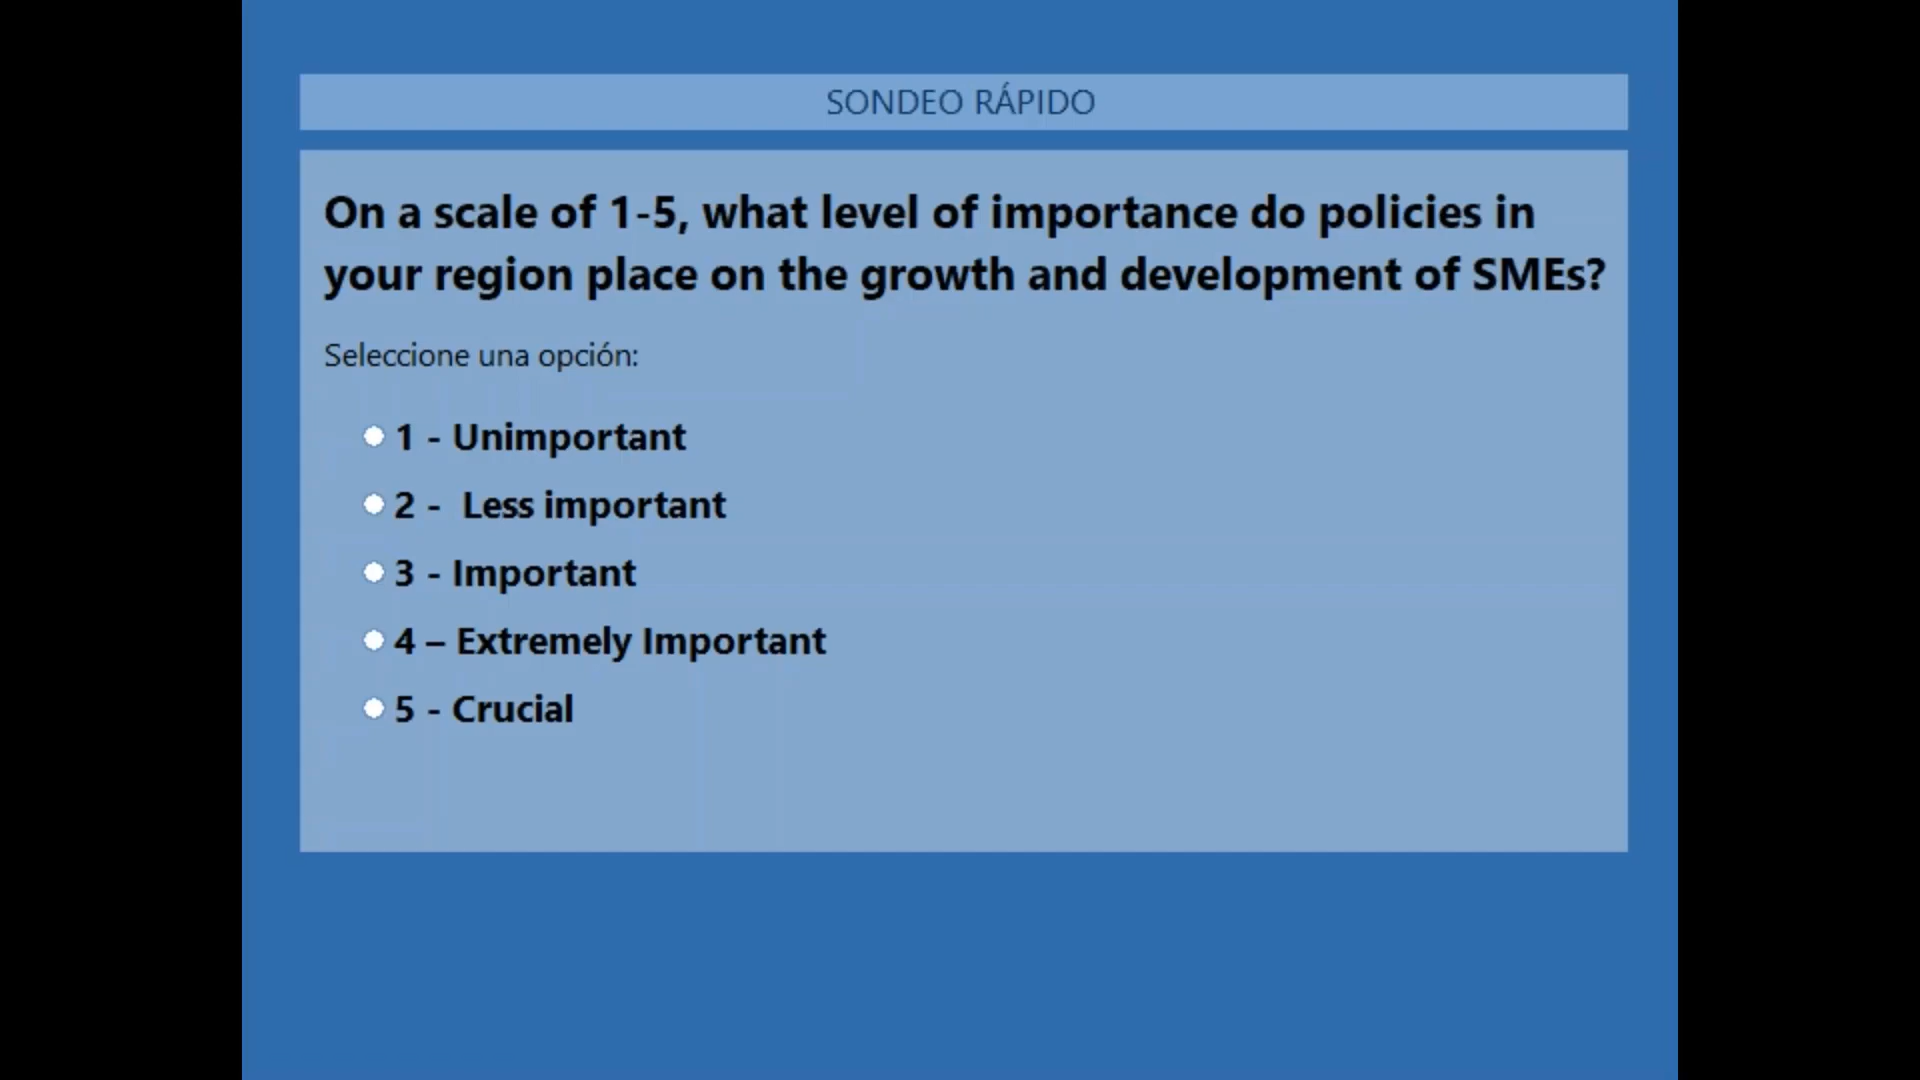 SONDEO RÁPIDO
On a scale of 1-5, what level of importance do policies in
your region place on the growth and development of SMEs?
Seleccione una opción:
1 - Unimportant
2 -  Less important
3 - Important
4 – Extremely Important
5 - Crucial